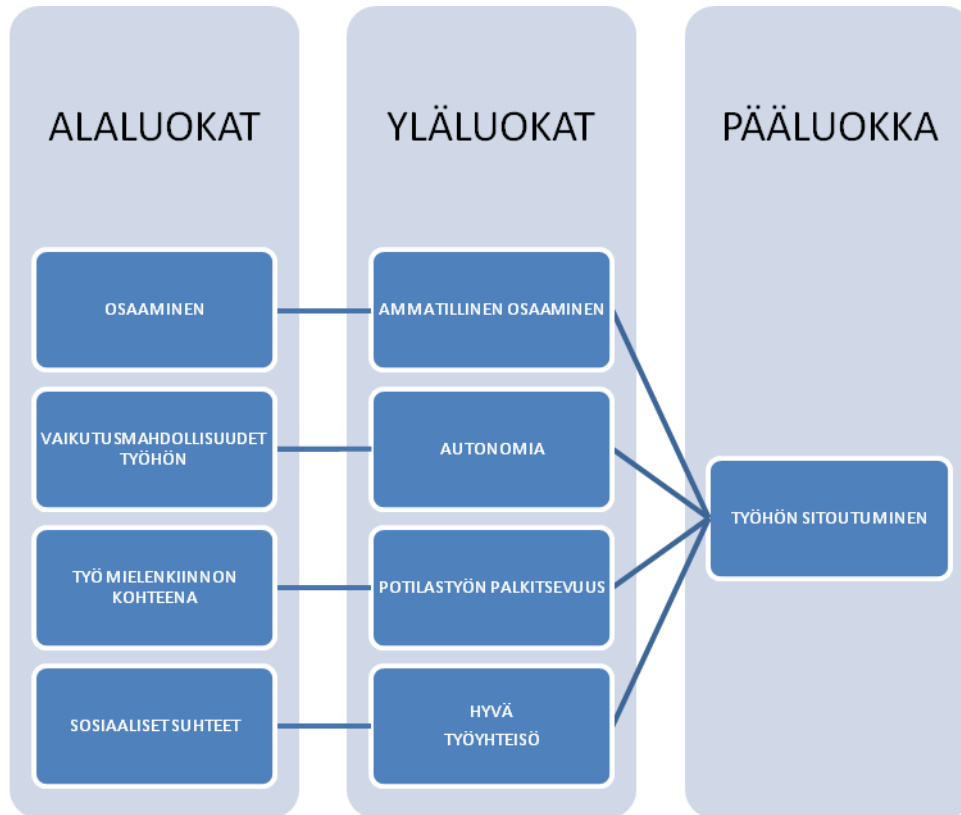 ALALUOKAT
YLÄLUOKAT
PÄÄLUOKKA
OSAAMINEN
AMMATILLINEN OSAAMINEN
VAIKUTUSMAHDOLLISUUDET
TYÖHÖN
AUTONOMIA
TYÖHÖN SITOUTUMINEN
TYÖ MIELENKIINNON
KOHTEENA
POTILASTYÖN PALKITSEVUUS
SOSIAALISET SUHTEET
HYVÄ
TYÖYHTEISÖ